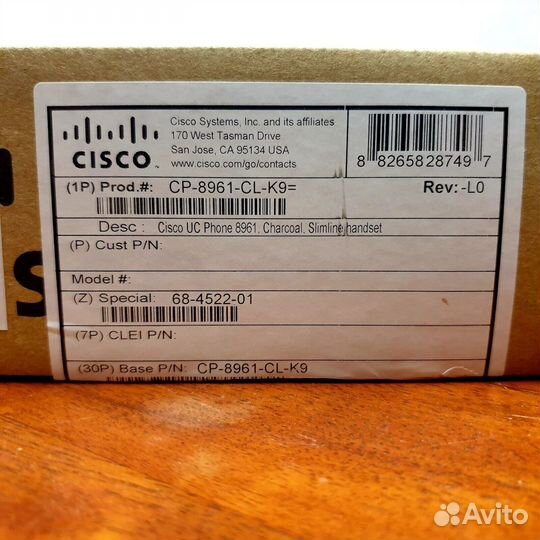 CISCO
Cisco Systems, Inc. and its affiliates
170 West Tasman Drive
San Jose, CA 95134 USA
www.cisco.com/go/contacts
8 82658 28749 7
(1P) Prod.#: CP-8961-CL-K9= Rev:-L0
Desc : Cisco UC Phone 8961, Charcoal, Slimline handset
(P) Cust P/N:
Model #:
(Z) Special: 68-4522-01
(7P) CLEI P/N:
(30P) Base P/N: CP-8961-CL-K9
S
Avito